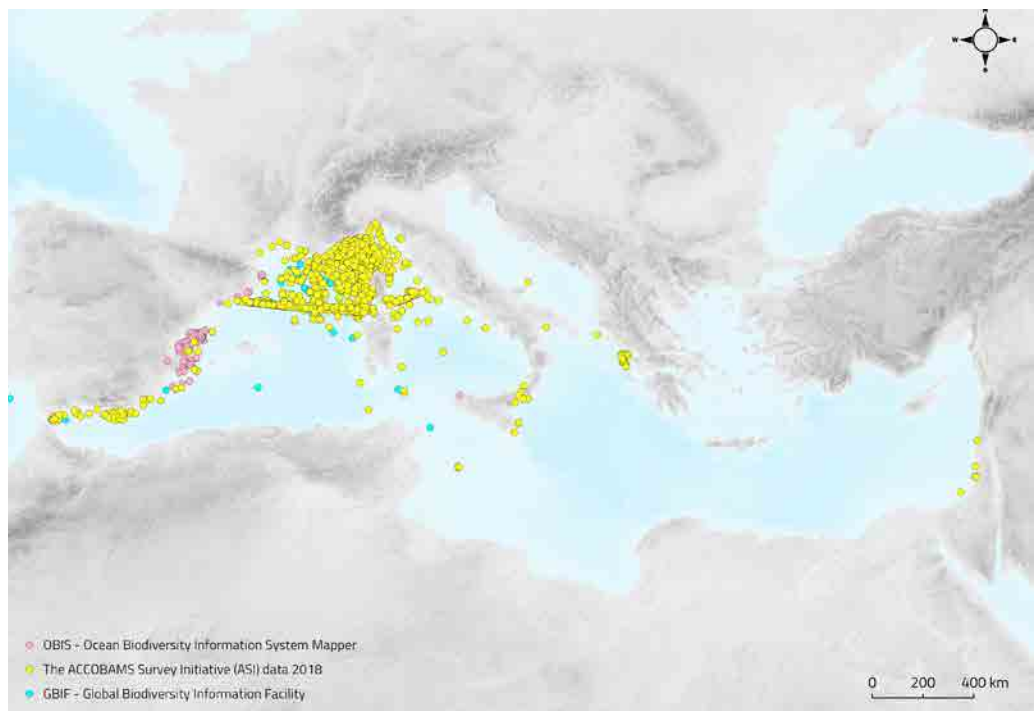 N
W E
S
OBIS - Ocean Biodiversity Information System Mapper
The ACCOBAMS Survey Initiative (ASI) data 2018
GBIF - Global Biodiversity Information Facility
0 200 400 km